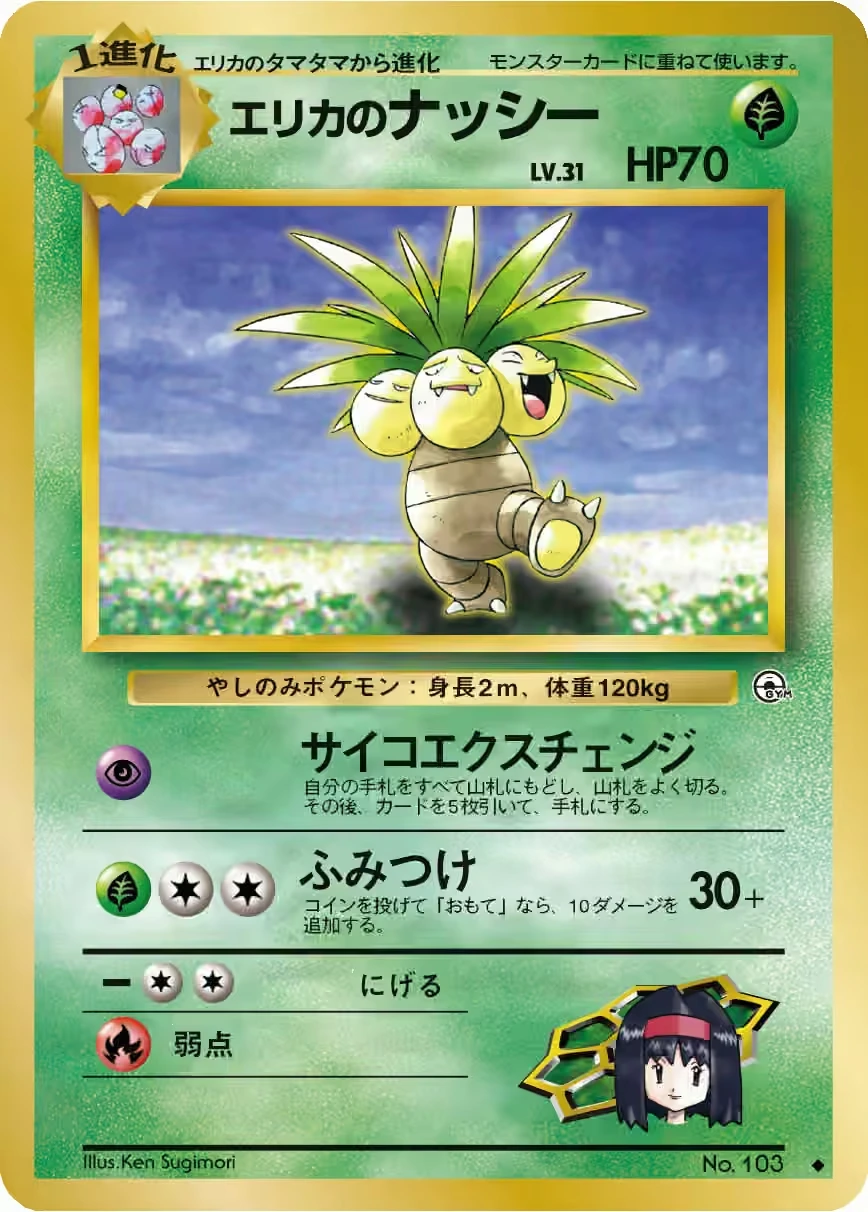 1進化
エリカのタマタマから進化
モンスターカードに重ねて使います。
エリカのナッシー
LV.31 HP70
やしのみポケモン：身長2m、体重120kg
GYM
サイコエクスチェンジ
自分の手札をすべて山札にもどし、山札をよく切る。
その後、カードを5枚引いて、手札にする。
ふみつけ
コインを投げて「おもて」なら、10ダメージを
追加する。
30+
にげる
弱点
Illus.Ken Sugimori
No. 103